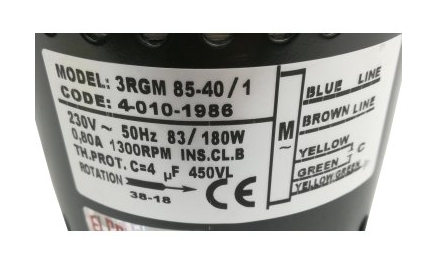 MODEL: 3RGM 85-40/1
CODE: 4-010-1986
230V~ 50Hz 83/180W
0,80A 1300RPM INS.CL.B
TH.PROT. C=4 µF 450VL
ROTATION
38-18
CE
M
~
BLUE LINE
BROWN LINE
YELLOW
C
GREEN
YELLOW GREEN